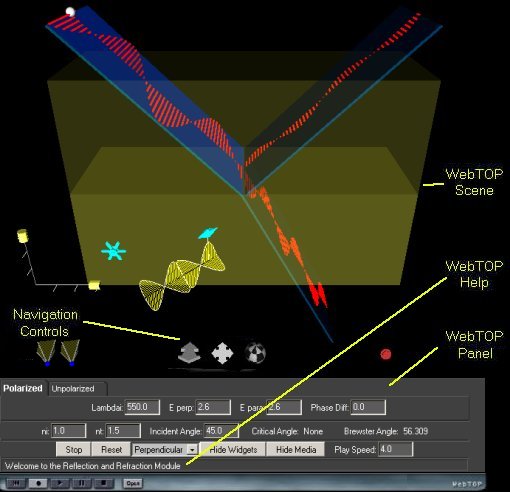 WebTOP
Scene
WebTOP
Help
Navigation
Controls
WebTOP
Panel
Polarized Unpolarized
Lambdai: 550.0 E perp: 2.6 E para: 2.6 Phase Diff: 0.0
ni: 1.0 nt: 1.5 Incident Angle: 45.0 Critical Angle: None Brewster Angle: 56.309
Stop Reset Perpendicular Hide Widgets Hide Media Play Speed: 4.0
Welcome to the Reflection and Refraction Module
Open WebTOP